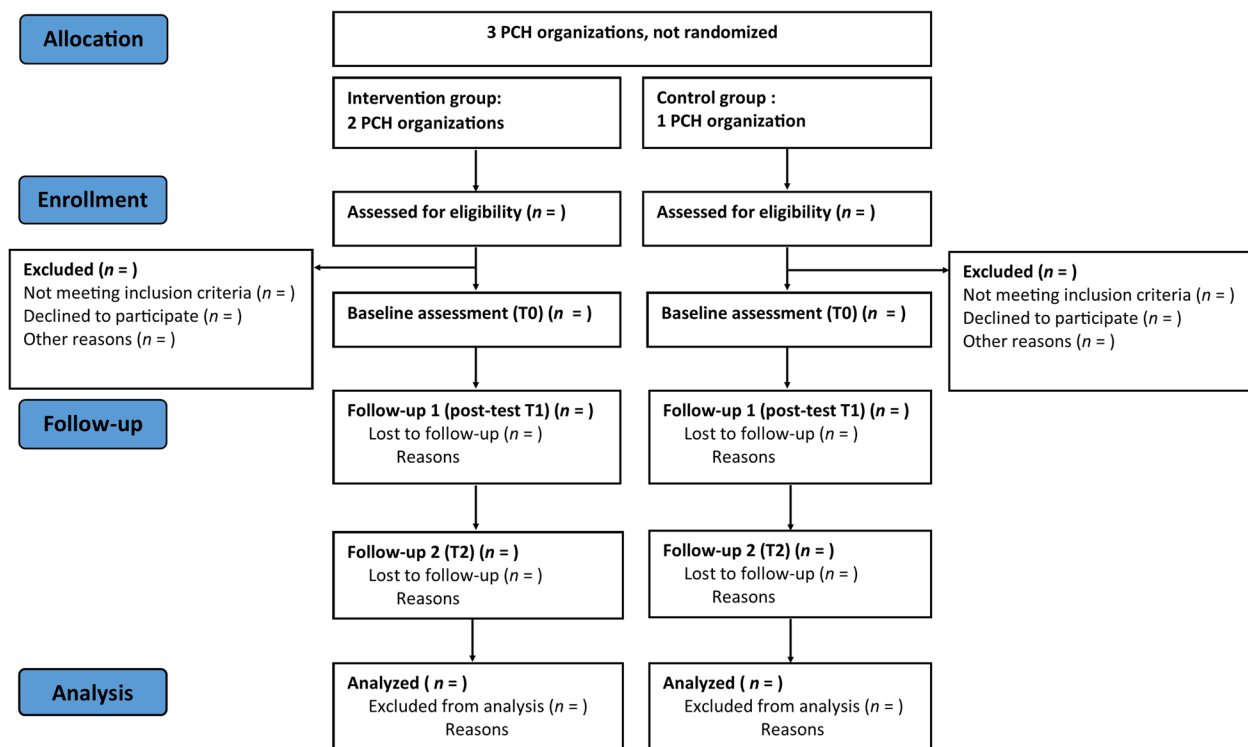 Allocation
3 PCH organizations, not randomized
Intervention group:
2 PCH organizations
Control group :
1 PCH organization
Enrollment
Assessed for eligibility (n = )
Assessed for eligibility (n = )
Excluded (n = )
Not meeting inclusion criteria (n = )
Declined to participate (n = )
Other reasons (n = )
Excluded (n = )
Not meeting inclusion criteria (n = )
Declined to participate (n = )
Other reasons (n = )
Baseline assessment (T0) (n = )
Baseline assessment (T0) (n = )
Follow-up
Follow-up 1 (post-test T1) (n = )
Lost to follow-up (n = )
Reasons
Follow-up 1 (post-test T1) (n = )
Lost to follow-up (n = )
Reasons
Follow-up 2 (T2) (n = )
Lost to follow-up (n = )
Reasons
Follow-up 2 (T2) (n = )
Lost to follow-up (n = )
Reasons
Analysis
Analyzed ( n = )
Excluded from analysis (n = )
Reasons
Analyzed ( n = )
Excluded from analysis (n = )
Reasons